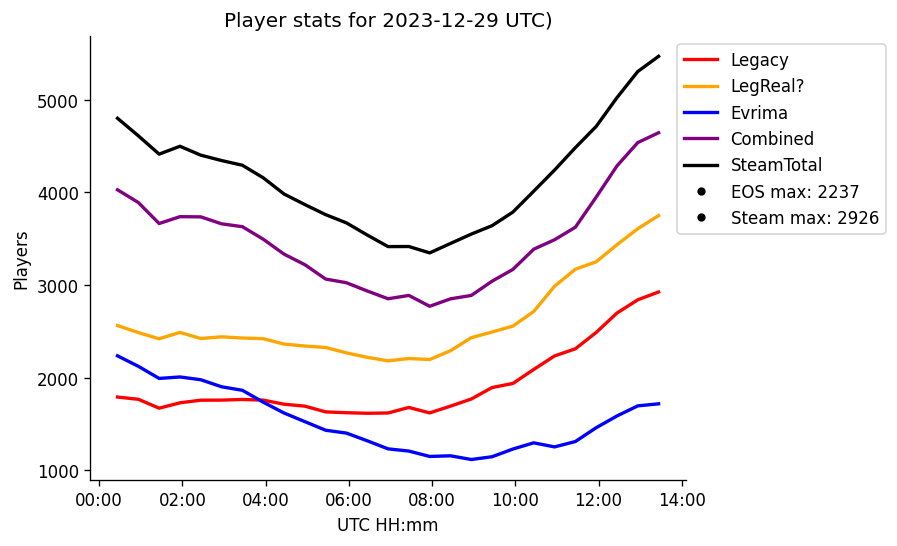 Player stats for 2023-12-29 UTC)
Players
5000
4000
3000
2000
1000
00:00 02:00 04:00 06:00 08:00 10:00 12:00 14:00
UTC HH:mm
Legacy
LegReal?
Evrima
Combined
SteamTotal
EOS max: 2237
Steam max: 2926